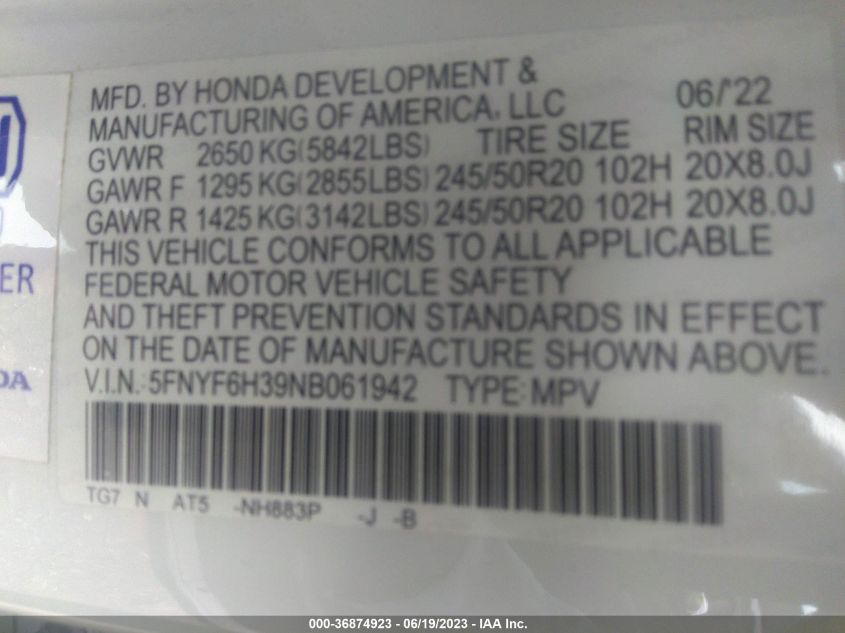 MFD. BY HONDA DEVELOPMENT &
MANUFACTURING OF AMERICA, LLC 06/'22
GVWR 2650 KG(5842LBS) TIRE SIZE RIM SIZE
GAWR F 1295 KG(2855LBS) 245/50R20 102H 20X8.0J
GAWR R 1425 KG(3142LBS) 245/50R20 102H 20X8.0J
THIS VEHICLE CONFORMS TO ALL APPLICABLE
FEDERAL MOTOR VEHICLE SAFETY
AND THEFT PREVENTION STANDARDS IN EFFECT
ON THE DATE OF MANUFACTURE SHOWN ABOVE.
V.I.N.: 5FNYF6H39NB061942 TYPE: MPV
TG7 N AT5 -NH883P -J -B
ER
DA
000-36874923 - 06/19/2023 - IAA Inc.